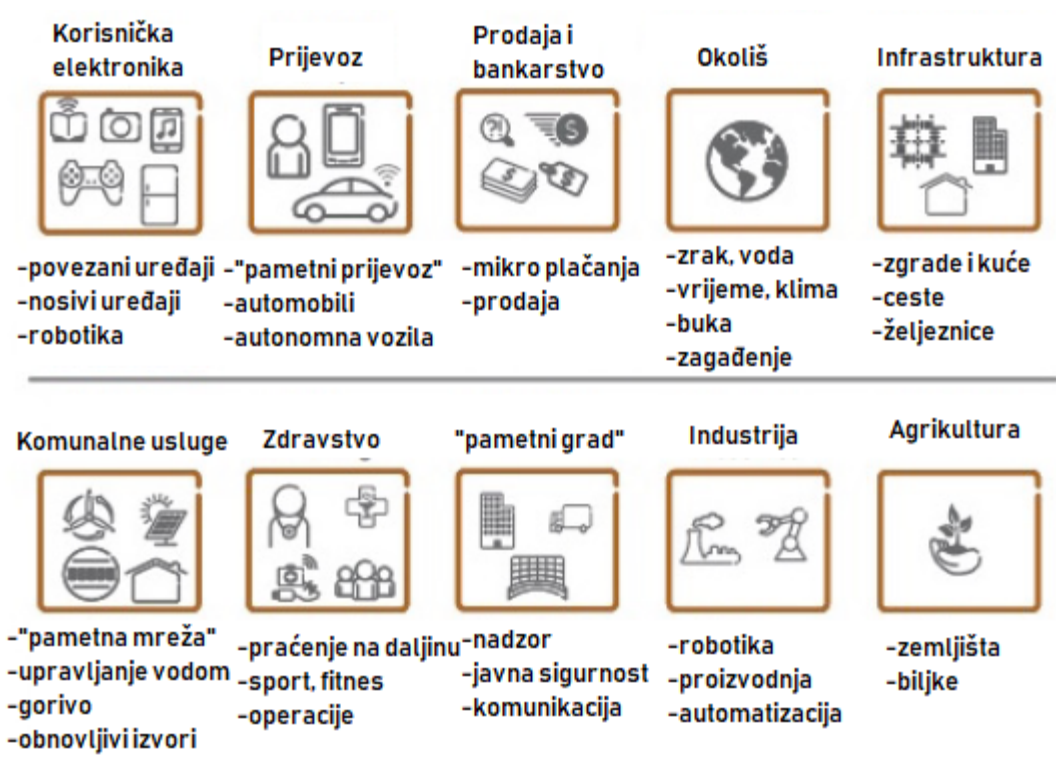 Korisnička
elektronika
-povezani uređaji
-nosivi uređaji
-robotika
Prijevoz
-"pametni prijevoz"
-automobili
-autonomna vozila
Prodaja i
bankarstvo
-mikro plačanja
-prodaja
Okoliš
-zrak, voda
-vrijeme, klima
-buka
-zagađenje
Infrastruktura
-zgrade i kuće
-ceste
-željeznice
Komunalne usluge
-"pametna mreža"
-upravljanje vodom
-gorivo
-obnovljivi izvori
Zdravstvo
-praćenje na daljinu
-sport, fitnes
-operacije
"pametni grad"
-nadzor
-javna sigurnost
-komunikacija
Industrija
-robotika
-proizvodnja
-automatizacija
Agrikultura
-zemljišta
-biljke